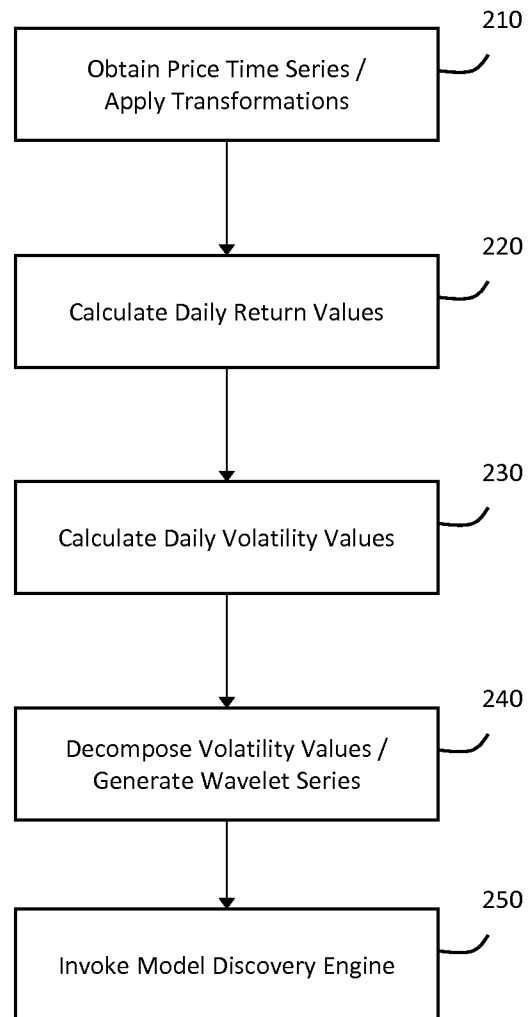 210
Obtain Price Time Series /
Apply Transformations
220
Calculate Daily Return Values
230
Calculate Daily Volatility Values
240
Decompose Volatility Values /
Generate Wavelet Series
250
Invoke Model Discovery Engine